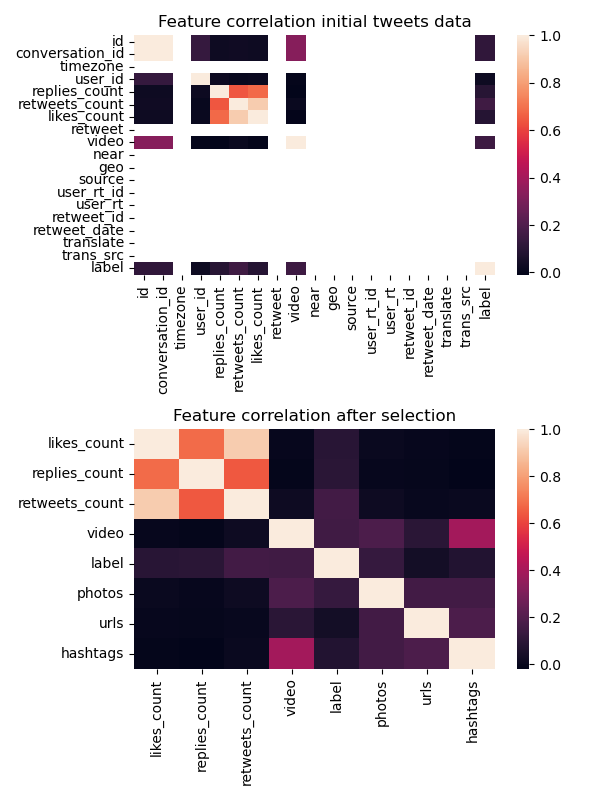 Feature correlation initial tweets data
id
conversation_id
timezone
user_id
replies_count
retweets_count
likes_count
retweet
video
near
geo
source
user_rt_id
user_rt
retweet_id
retweet_date
translate
trans_src
label
id
conversation_id
timezone
user_id
replies_count
retweets_count
likes_count
retweet
video
near
geo
source
user_rt_id
user_rt
retweet_id
retweet_date
translate
trans_src
label
1.0
0.8
0.6
0.4
0.2
0.0
Feature correlation after selection
likes_count
replies_count
retweets_count
video
label
photos
urls
hashtags
likes_count
replies_count
retweets_count
video
label
photos
urls
hashtags
1.0
0.8
0.6
0.4
0.2
0.0